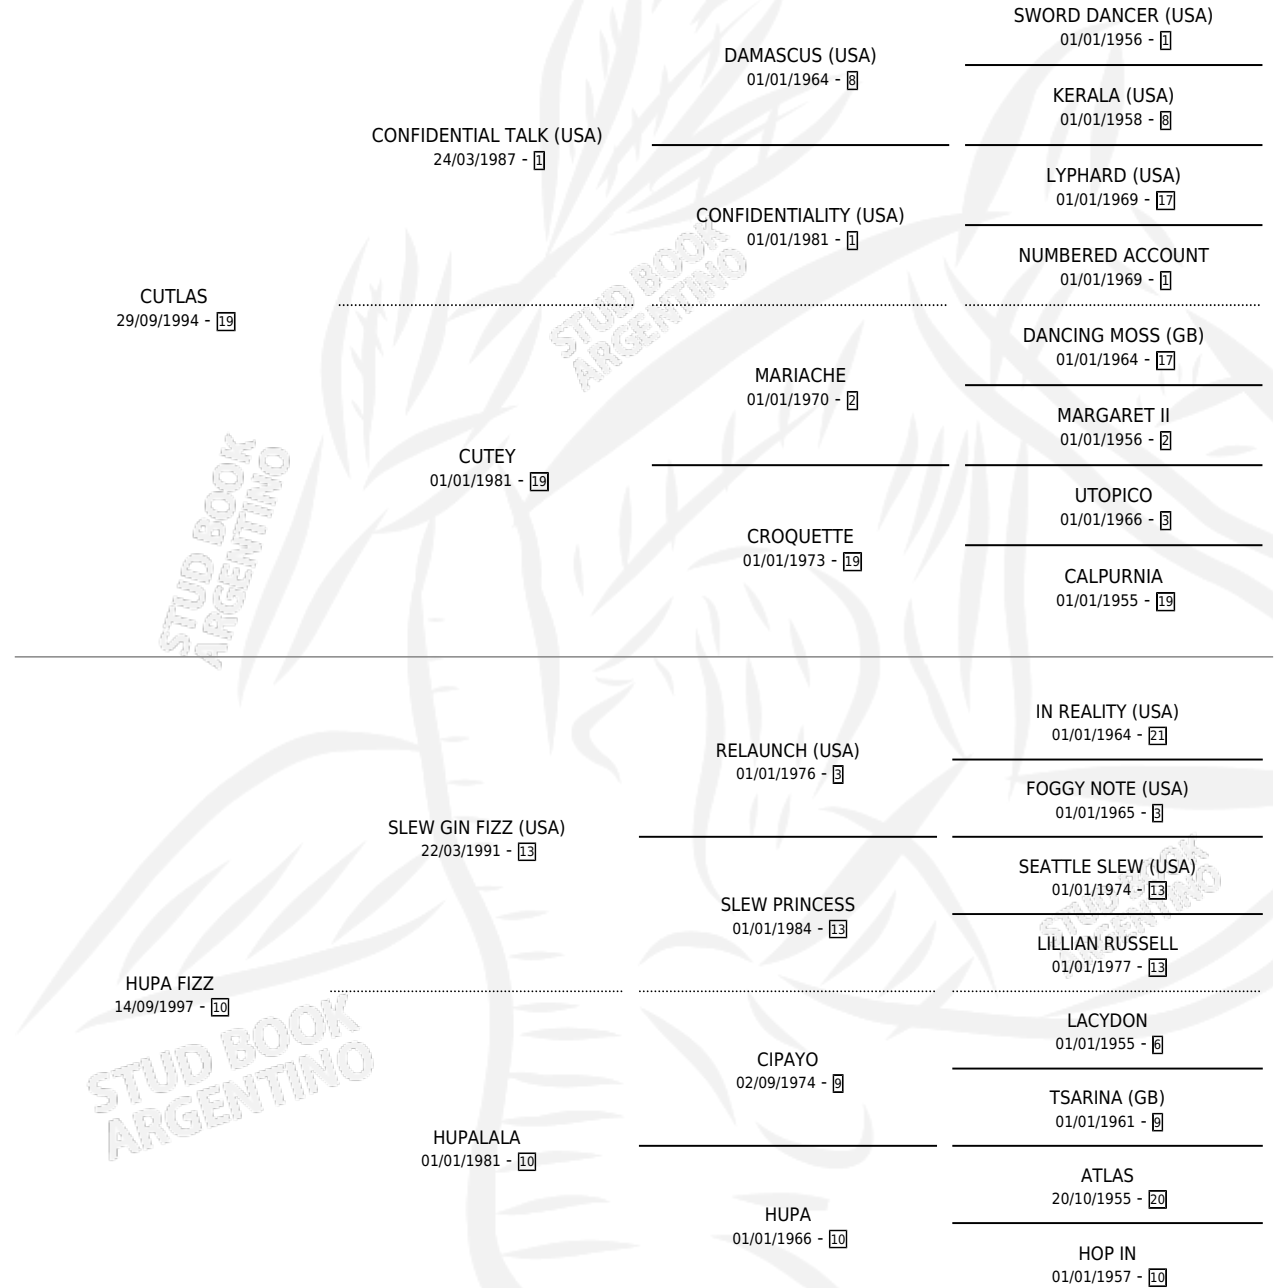 SWORD DANCER (USA)
01/01/1956 - 1
DAMASCUS (USA)
01/01/1964 - 8
KERALA (USA)
01/01/1958 - 8
CONFIDENTIAL TALK (USA)
24/03/1987 - 1
LYPHARD (USA)
01/01/1969 - 17
CONFIDENTIALITY (USA)
01/01/1981 - 1
NUMBERED ACCOUNT
01/01/1969 - 1
CUTLAS
29/09/1994 - 19
STUD BOOK
ARGENTINO
DANCING MOSS (GB)
01/01/1964 - 17
MARIACHE
01/01/1970 - 2
MARGARET II
01/01/1956 - 2
CUTEY
01/01/1981 - 19
UTOPICO
01/01/1966 - 3
CROQUETTE
01/01/1973 - 19
CALPURNIA
01/01/1955 - 19
STUD BOOK
ARGENTINO
IN REALITY (USA)
01/01/1964 - 21
RELAUNCH (USA)
01/01/1976 - 3
FOGGY NOTE (USA)
01/01/1965 - 3
SLEW GIN FIZZ (USA)
22/03/1991 - 13
SEATTLE SLEW (USA)
01/01/1974 - 13
SLEW PRINCESS
01/01/1984 - 13
STUD BOOK
ARGENTINO
LILLIAN RUSSELL
01/01/1977 - 13
HUPA FIZZ
14/09/1997 - 10
LACYDON
01/01/1955 - 6
CIPAYO
02/09/1974 - 9
STUD BOOK
ARGENTINO
TSARINA (GB)
01/01/1961 - 9
HUPALALA
01/01/1981 - 10
ATLAS
20/10/1955 - 20
HUPA
01/01/1966 - 10
HOP IN
01/01/1957 - 10